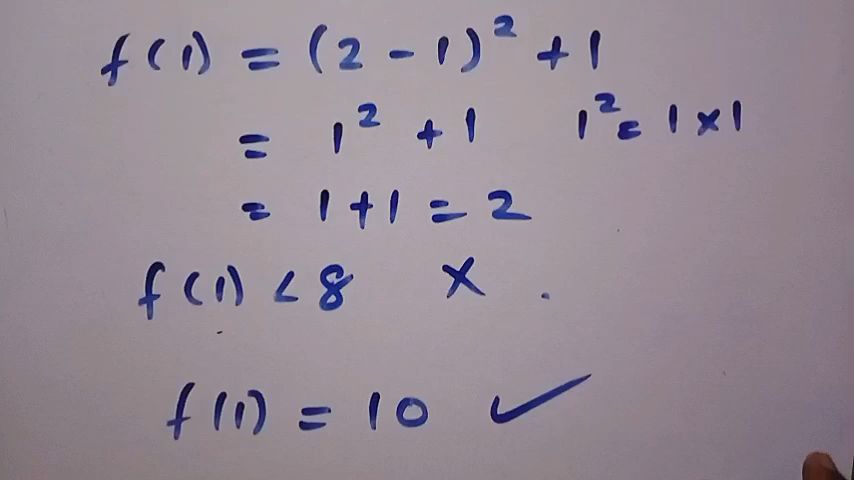 f(1) = (2 - 1)² + 1
= 1² + 1 1² = 1 × 1
= 1 + 1 = 2
f(1) < 8 ×
f(1) = 10 ✓